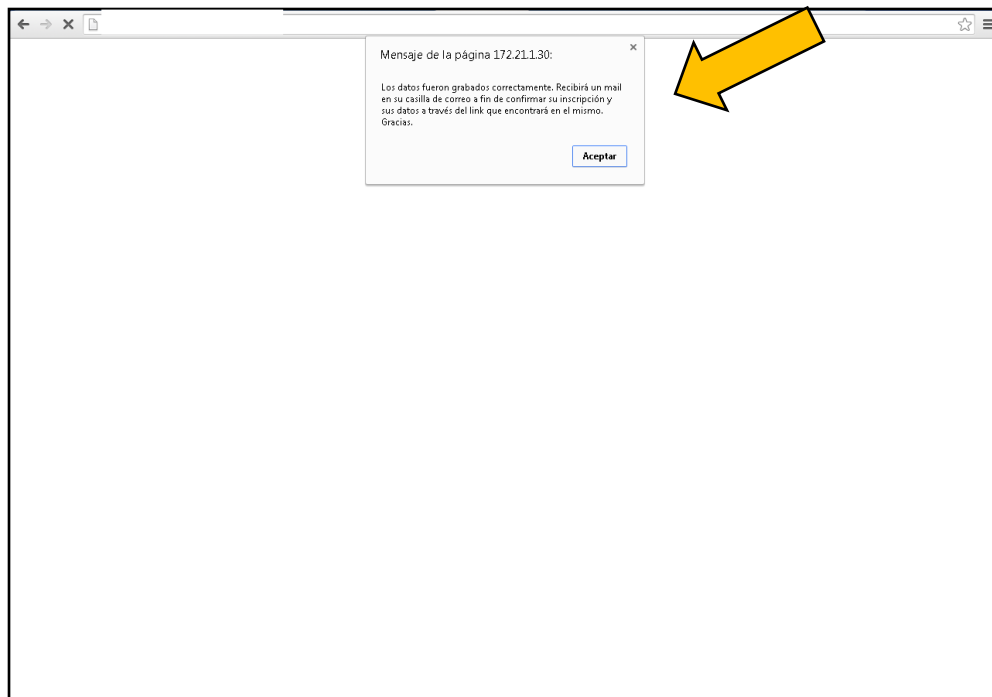 Mensaje de la página 172.21.1.30:
Los datos fueron grabados correctamente. Recibirá un mail
en su casilla de correo a fin de confirmar su inscripción y
sus datos a través del link que encontrará en el mismo.
Gracias.
Aceptar